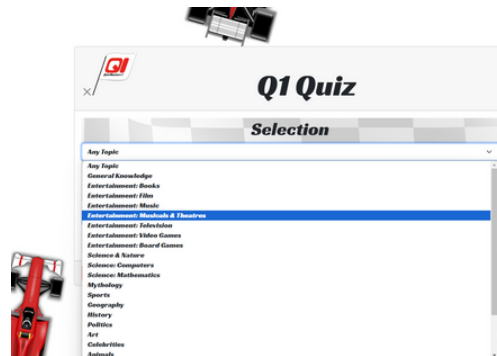 Q1
Q1 Quiz
Selection
Any Topic
Any Topic
General Knowledge
Entertainment: Books
Entertainment: Film
Entertainment: Music
Entertainment: Musicals & Theatres
Entertainment: Television
Entertainment: Video Games
Entertainment: Board Games
Science & Nature
Science: Computers
Science: Mathematics
Mythology
Sports
Geography
History
Politics
Art
Celebrities
Animals